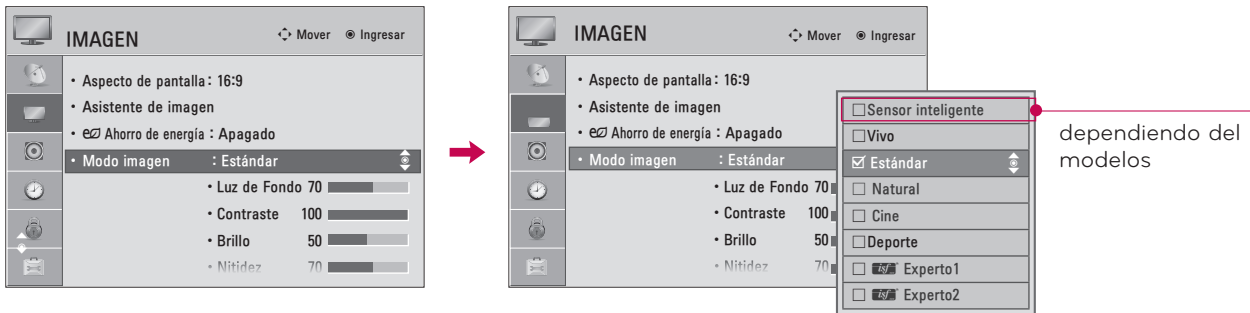 IMAGEN
Mover
Ingresar
• Aspecto de pantalla : 16:9
• Asistente de imagen
• Ahorro de energía : Apagado
• Modo imagen : Estándar
• Luz de Fondo 70
• Contraste 100
• Brillo 50
• Nitidez 70
IMAGEN
Mover
Ingresar
• Aspecto de pantalla : 16:9
• Asistente de imagen
• Ahorro de energía : Apagado
• Modo imagen : Estándar
• Luz de Fondo 70
• Contraste 100
• Brillo 50
• Nitidez 70
Sensor inteligente
Vivo
Estándar
Natural
Cine
Deporte
isf Experto1
isf Experto2
dependiendo del
modelos